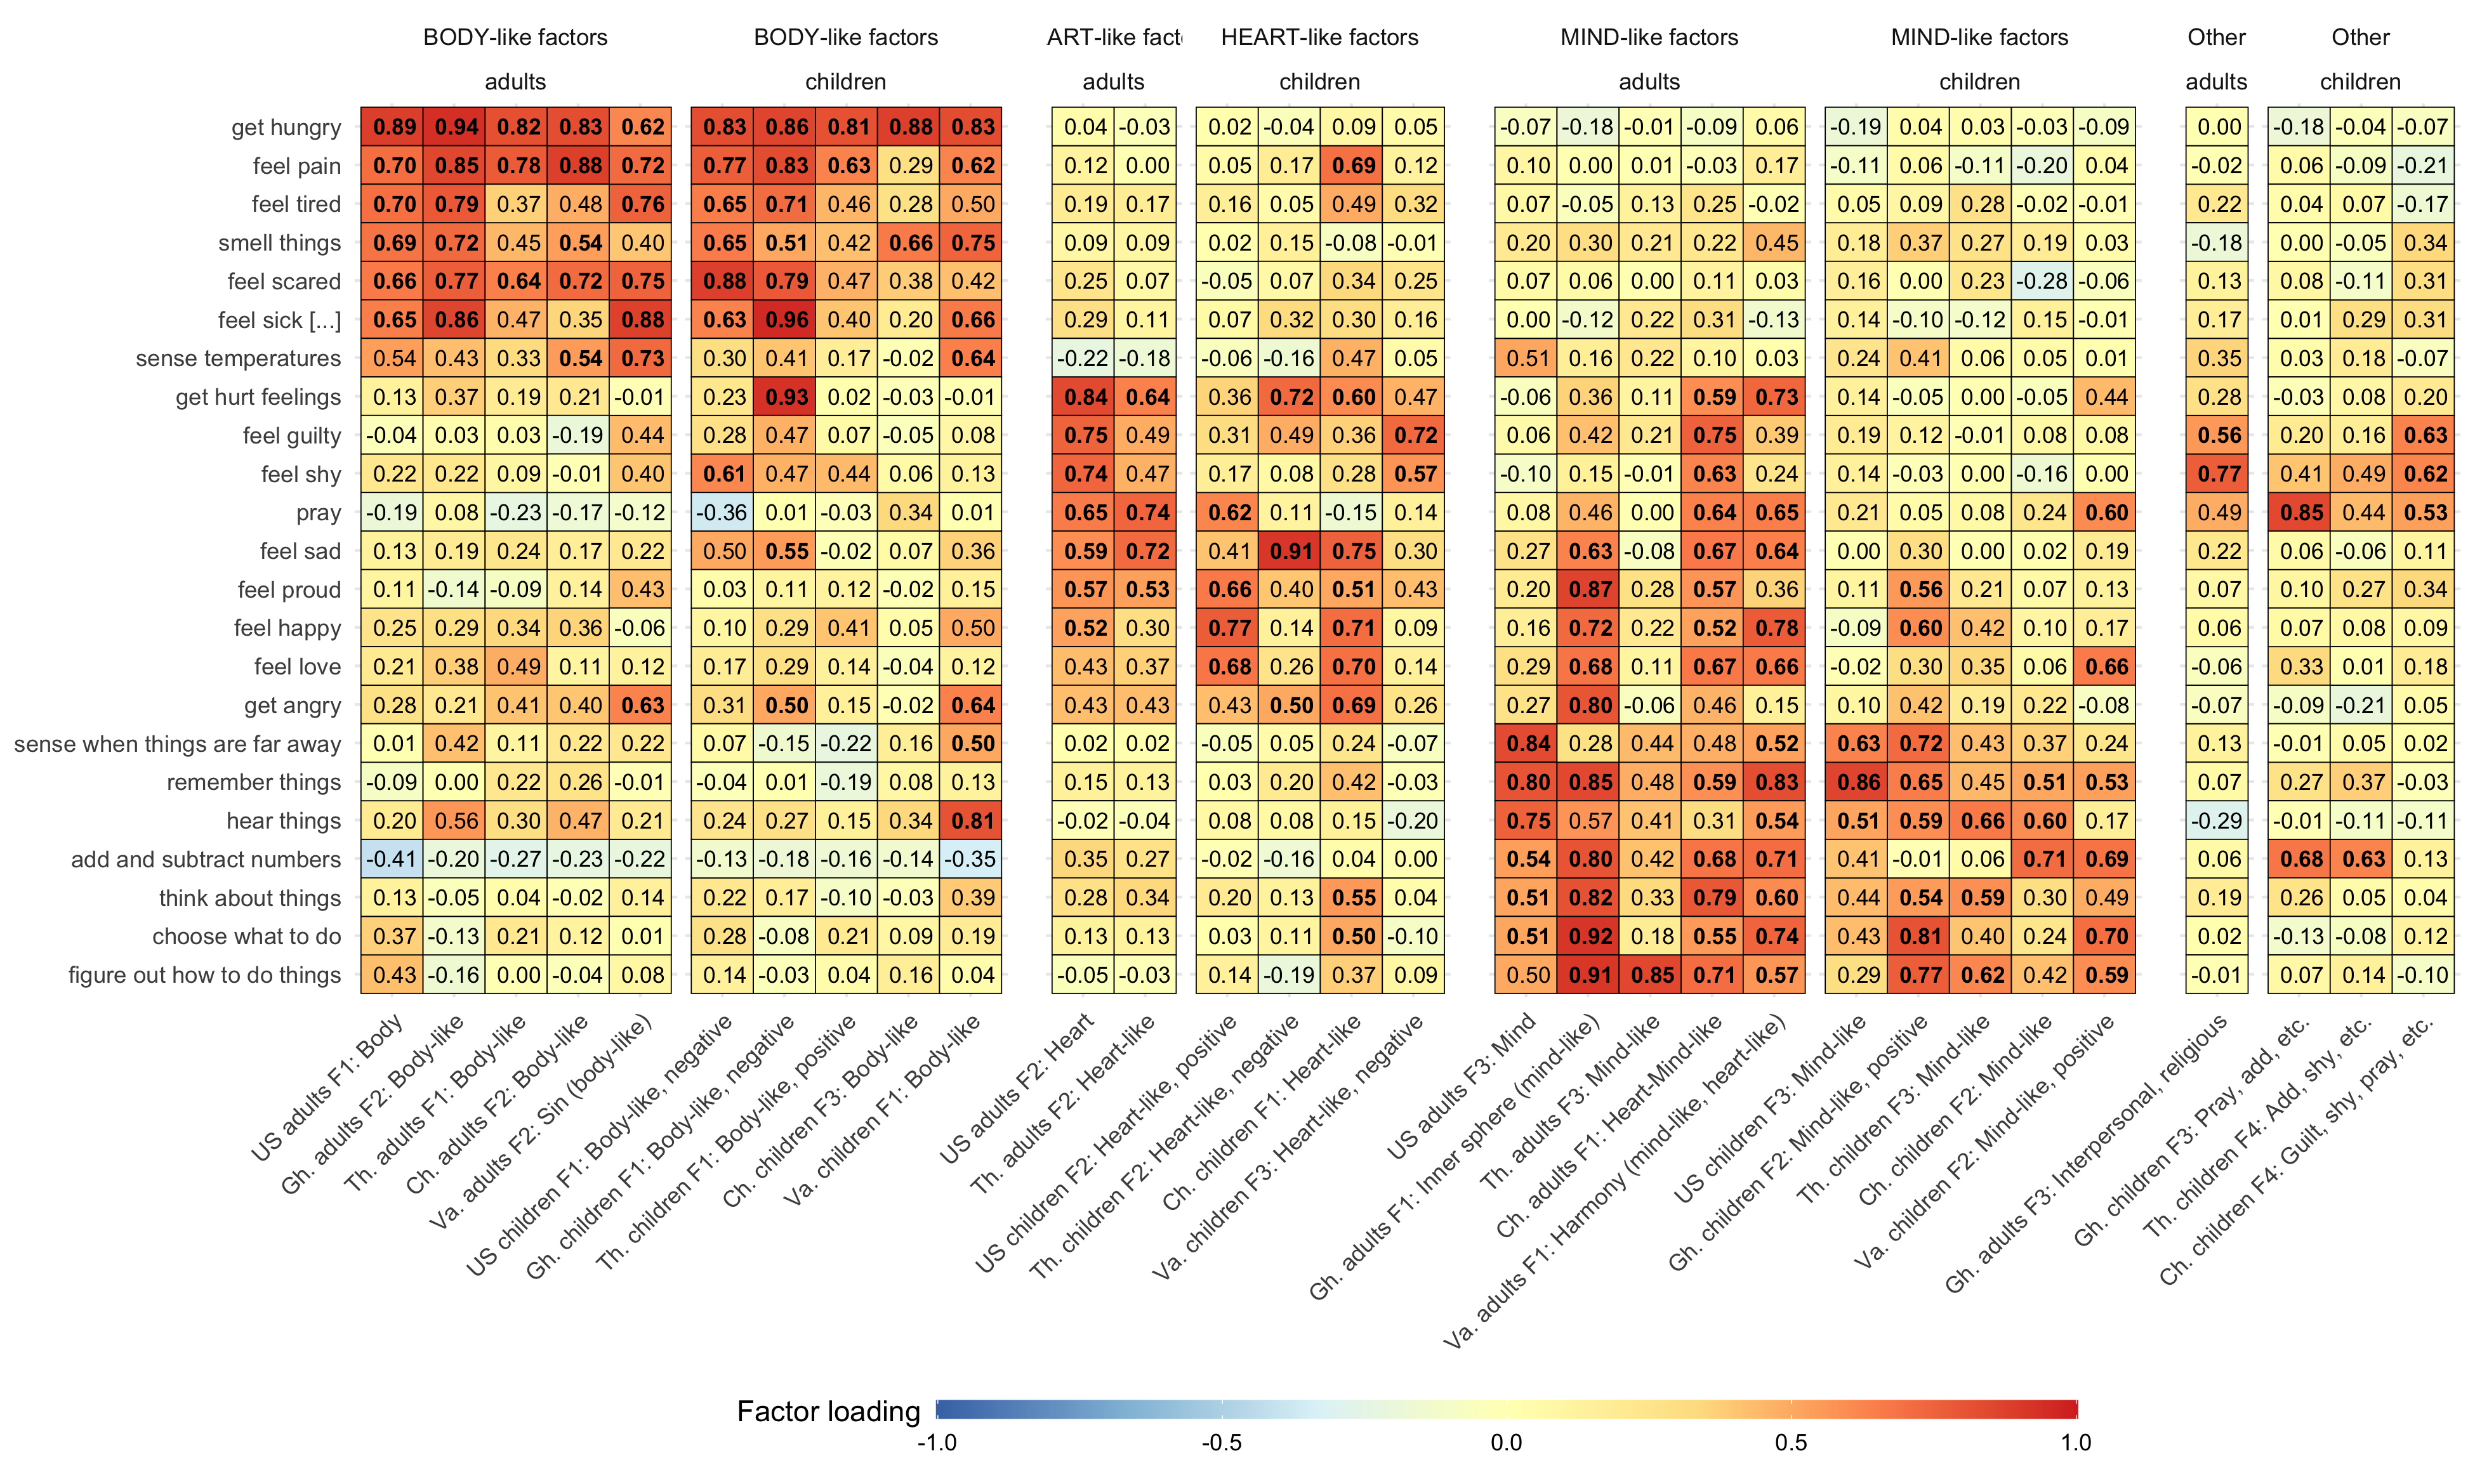 BODY-like factors BODY-like factors ART-like fact HEART-like factors MIND-like factors MIND-like factors Other Other
adults children adults children adults children adults children
get hungry 0.89 0.94 0.82 0.83 0.62 0.83 0.86 0.81 0.88 0.83 0.04 -0.03 0.02 -0.04 0.09 0.05 -0.07 -0.18 -0.01 -0.09 0.06 -0.19 0.04 0.03 -0.03 -0.09 0.00 -0.18 -0.04 -0.07
feel pain 0.70 0.85 0.78 0.88 0.72 0.77 0.83 0.63 0.29 0.62 0.12 0.00 0.05 0.17 0.69 0.12 0.10 0.00 0.01 -0.03 0.17 -0.11 0.06 -0.11 -0.20 0.04 -0.02 0.06 -0.09 -0.21
feel tired 0.70 0.79 0.37 0.48 0.76 0.65 0.71 0.46 0.28 0.50 0.19 0.17 0.16 0.05 0.49 0.32 0.07 -0.05 0.13 0.25 -0.02 0.05 0.09 0.28 -0.02 -0.01 0.22 0.04 0.07 -0.17
smell things 0.69 0.72 0.45 0.54 0.40 0.65 0.51 0.42 0.66 0.75 0.09 0.09 0.02 0.15 -0.08 -0.01 0.20 0.30 0.21 0.22 0.45 0.18 0.37 0.27 0.19 0.03 -0.18 0.00 -0.05 0.34
feel scared 0.66 0.77 0.64 0.72 0.75 0.88 0.79 0.47 0.38 0.42 0.25 0.07 -0.05 0.07 0.34 0.25 0.07 0.06 0.00 0.11 0.03 0.16 0.00 0.23 -0.28 -0.06 0.13 0.08 -0.11 0.31
feel sick [...] 0.65 0.86 0.47 0.35 0.88 0.63 0.96 0.40 0.20 0.66 0.29 0.11 0.07 0.32 0.30 0.16 0.00 -0.12 0.22 0.31 -0.13 0.14 -0.10 -0.12 0.15 -0.01 0.17 0.01 0.29 0.31
sense temperatures 0.54 0.43 0.33 0.54 0.73 0.30 0.41 0.17 -0.02 0.64 -0.22 -0.18 -0.06 -0.16 0.47 0.05 0.51 0.16 0.22 0.10 0.03 0.24 0.41 0.06 0.05 0.01 0.35 0.03 0.18 -0.07
get hurt feelings 0.13 0.37 0.19 0.21 -0.01 0.23 0.93 0.02 -0.03 -0.01 0.84 0.64 0.36 0.72 0.60 0.47 -0.06 0.36 0.11 0.59 0.73 0.14 -0.05 0.00 -0.05 0.44 0.28 -0.03 0.08 0.20
feel guilty -0.04 0.03 0.03 -0.19 0.44 0.28 0.47 0.07 -0.05 0.08 0.75 0.49 0.31 0.49 0.36 0.72 0.06 0.42 0.21 0.75 0.39 0.19 0.12 -0.01 0.08 0.08 0.56 0.20 0.16 0.63
feel shy 0.22 0.22 0.09 -0.01 0.40 0.61 0.47 0.44 0.06 0.13 0.74 0.47 0.17 0.08 0.28 0.57 -0.10 0.15 -0.01 0.63 0.24 0.14 -0.03 0.00 -0.16 0.00 0.77 0.41 0.49 0.62
pray -0.19 0.08 -0.23 -0.17 -0.12 -0.36 0.01 -0.03 0.34 0.01 0.65 0.74 0.62 0.11 -0.15 0.14 0.08 0.46 0.00 0.64 0.65 0.21 0.05 0.08 0.24 0.60 0.49 0.85 0.44 0.53
feel sad 0.13 0.19 0.24 0.17 0.22 0.50 0.55 -0.02 0.07 0.36 0.59 0.72 0.41 0.91 0.75 0.30 0.27 0.63 -0.08 0.67 0.64 0.00 0.30 0.00 0.02 0.19 0.22 0.06 -0.06 0.11
feel proud 0.11 -0.14 -0.09 0.14 0.43 0.03 0.11 0.12 -0.02 0.15 0.57 0.53 0.66 0.40 0.51 0.43 0.20 0.87 0.28 0.57 0.36 0.11 0.56 0.21 0.07 0.13 0.07 0.10 0.27 0.34
feel happy 0.25 0.29 0.34 0.36 -0.06 0.10 0.29 0.41 0.05 0.50 0.52 0.30 0.77 0.14 0.71 0.09 0.16 0.72 0.22 0.52 0.78 -0.09 0.60 0.42 0.10 0.17 0.06 0.07 0.08 0.09
feel love 0.21 0.38 0.49 0.11 0.12 0.17 0.29 0.14 -0.04 0.12 0.43 0.37 0.68 0.26 0.70 0.14 0.29 0.68 0.11 0.67 0.66 -0.02 0.30 0.35 0.06 0.66 -0.06 0.33 0.01 0.18
get angry 0.28 0.21 0.41 0.40 0.63 0.31 0.50 0.15 -0.02 0.64 0.43 0.43 0.43 0.50 0.69 0.26 0.27 0.80 -0.06 0.46 0.15 0.10 0.42 0.19 0.22 -0.08 -0.07 -0.09 -0.21 0.05
sense when things are far away 0.01 0.42 0.11 0.22 0.22 0.07 -0.15 -0.22 0.16 0.50 0.02 0.02 -0.05 0.05 0.24 -0.07 0.84 0.28 0.44 0.48 0.52 0.63 0.72 0.43 0.37 0.24 0.13 -0.01 0.05 0.02
remember things -0.09 0.00 0.22 0.26 -0.01 -0.04 0.01 -0.19 0.08 0.13 0.15 0.13 0.03 0.20 0.42 -0.03 0.80 0.85 0.48 0.59 0.83 0.86 0.65 0.45 0.51 0.53 0.07 0.27 0.37 -0.03
hear things 0.20 0.56 0.30 0.47 0.21 0.24 0.27 0.15 0.34 0.81 -0.02 -0.04 0.08 0.08 0.15 -0.20 0.75 0.57 0.41 0.31 0.54 0.51 0.59 0.66 0.60 0.17 -0.29 -0.01 -0.11 -0.11
add and subtract numbers -0.41 -0.20 -0.27 -0.23 -0.22 -0.13 -0.18 -0.16 -0.14 -0.35 0.35 0.27 -0.02 -0.16 0.04 0.00 0.54 0.80 0.42 0.68 0.71 0.41 -0.01 0.06 0.71 0.69 0.06 0.68 0.63 0.13
think about things 0.13 -0.05 0.04 -0.02 0.14 0.22 0.17 -0.10 -0.03 0.39 0.28 0.34 0.20 0.13 0.55 0.04 0.51 0.82 0.33 0.79 0.60 0.44 0.54 0.59 0.30 0.49 0.19 0.26 0.05 0.04
choose what to do 0.37 -0.13 0.21 0.12 0.01 0.28 -0.08 0.21 0.09 0.19 0.13 0.13 0.03 0.11 0.50 -0.10 0.51 0.92 0.18 0.55 0.74 0.43 0.81 0.40 0.24 0.70 0.02 -0.13 -0.08 0.12
figure out how to do things 0.43 -0.16 0.00 -0.04 0.08 0.14 -0.03 0.04 0.16 0.04 -0.05 -0.03 0.14 -0.19 0.37 0.09 0.50 0.91 0.85 0.71 0.57 0.29 0.77 0.62 0.42 0.59 -0.01 0.07 0.14 -0.10
US adults F1: Body
Gh. adults F2: Body-like
Th. adults F1: Body-like
Ch. adults F2: Body-like
Va. adults F2: Sin (body-like)
US children F1: Body-like, negative
Gh. children F1: Body-like, negative
Th. children F1: Body-like, positive
Ch. children F3: Body-like
Va. children F1: Body-like
US adults F2: Heart
Th. adults F2: Heart-like
US children F2: Heart-like, positive
Th. children F2: Heart-like, negative
Ch. children F1: Heart-like
Va. children F3: Heart-like, negative
US adults F3: Mind
Gh. adults F1: Inner sphere (mind-like)
Th. adults F3: Mind-like
Ch. adults F1: Heart-Mind-like
Va. adults F1: Harmony (mind-like, heart-like)
US children F3: Mind-like
Gh. children F2: Mind-like, positive
Th. children F3: Mind-like
Ch. children F2: Mind-like
Va. children F2: Mind-like, positive
Gh. adults F3: Interpersonal, religious
Gh. children F3: Pray, add, etc.
Th. children F4: Add, shy, etc.
Ch. children F4: Guilt, shy, pray, etc.
Factor loading
-1.0 -0.5 0.0 0.5 1.0